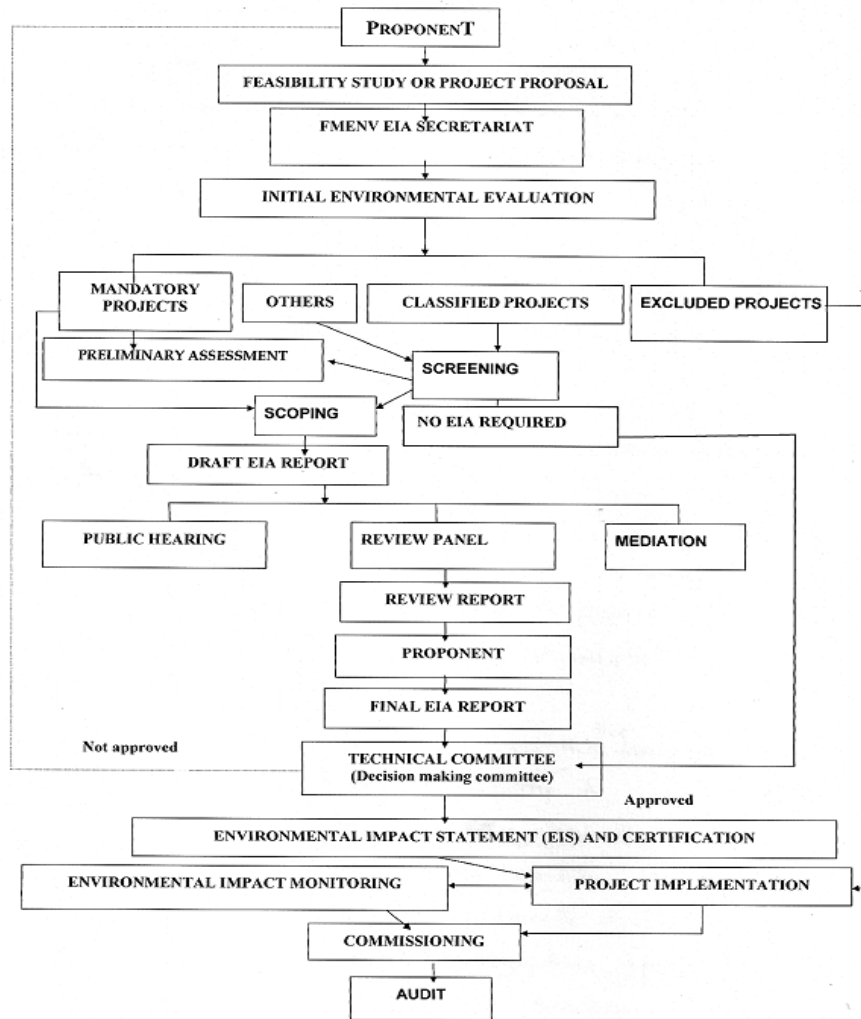 PROPONENT
FEASIBILITY STUDY OR PROJECT PROPOSAL
FMENV EIA SECRETARIAT
INITIAL ENVIRONMENTAL EVALUATION
MANDATORY
PROJECTS
OTHERS
CLASSIFIED PROJECTS
EXCLUDED PROJECTS
PRELIMINARY ASSESSMENT
SCREENING
SCOPING
NO EIA REQUIRED
DRAFT EIA REPORT
PUBLIC HEARING
REVIEW PANEL
MEDIATION
REVIEW REPORT
PROPONENT
FINAL EIA REPORT
Not approved
TECHNICAL COMMITTEE
(Decision making committee)
Approved
ENVIRONMENTAL IMPACT STATEMENT (EIS) AND CERTIFICATION
ENVIRONMENTAL IMPACT MONITORING
PROJECT IMPLEMENTATION
COMMISSIONING
AUDIT